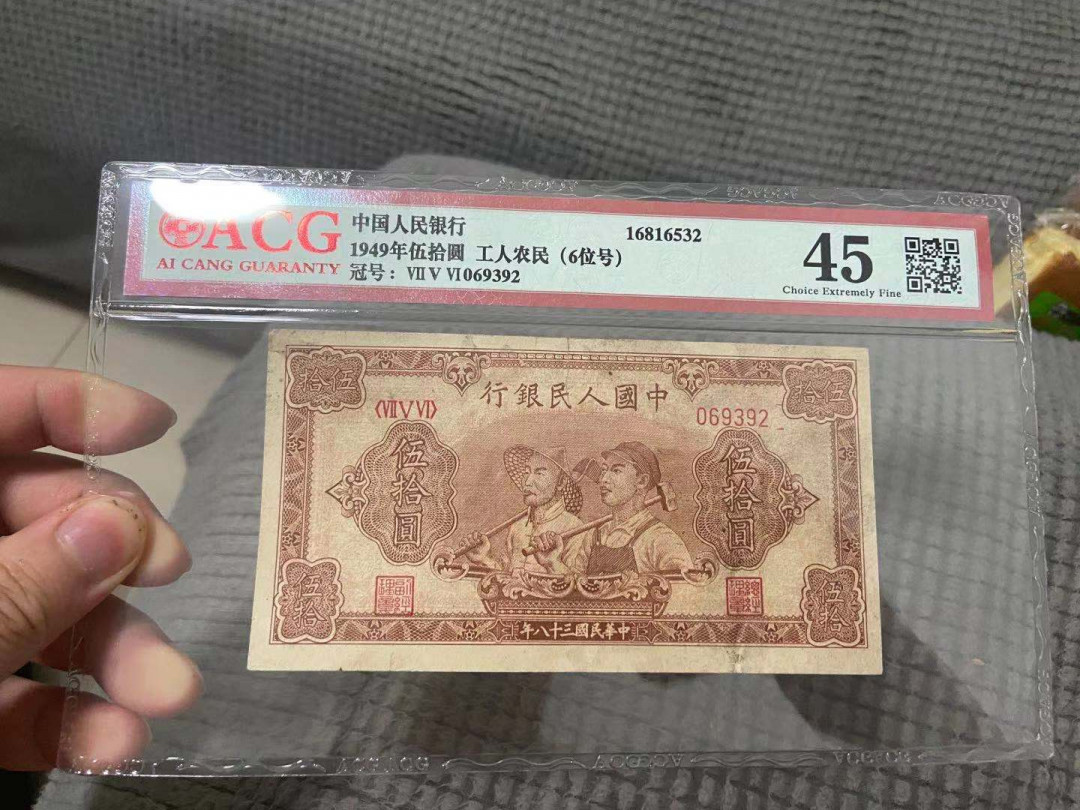 ACG
AI CANG GUARANTY
中国人民银行
1949年伍拾圆 工人农民（6位号）
冠号：Ⅶ Ⅴ Ⅵ069392
16816532
45
Choice Extremely Fine
拾伍
行銀民人國中
拾伍
〈ⅦⅤⅥ〉
069392
伍拾圓
伍拾圓
伍拾
伍拾
年八十三國民華中